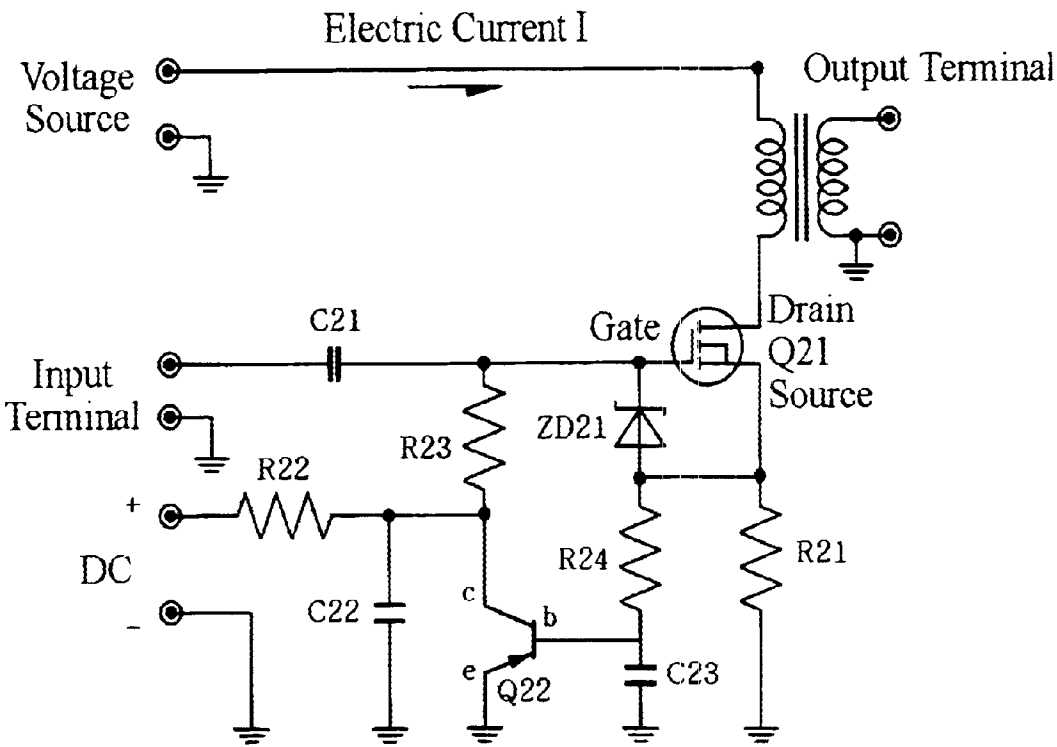 Electric Current I
Voltage
Source
Output Terminal
C21
Gate
Drain
Q21
Source
Input
Terminal
R23
ZD21
R22
+
DC
−
R24
R21
C22
c
b
e
Q22
C23